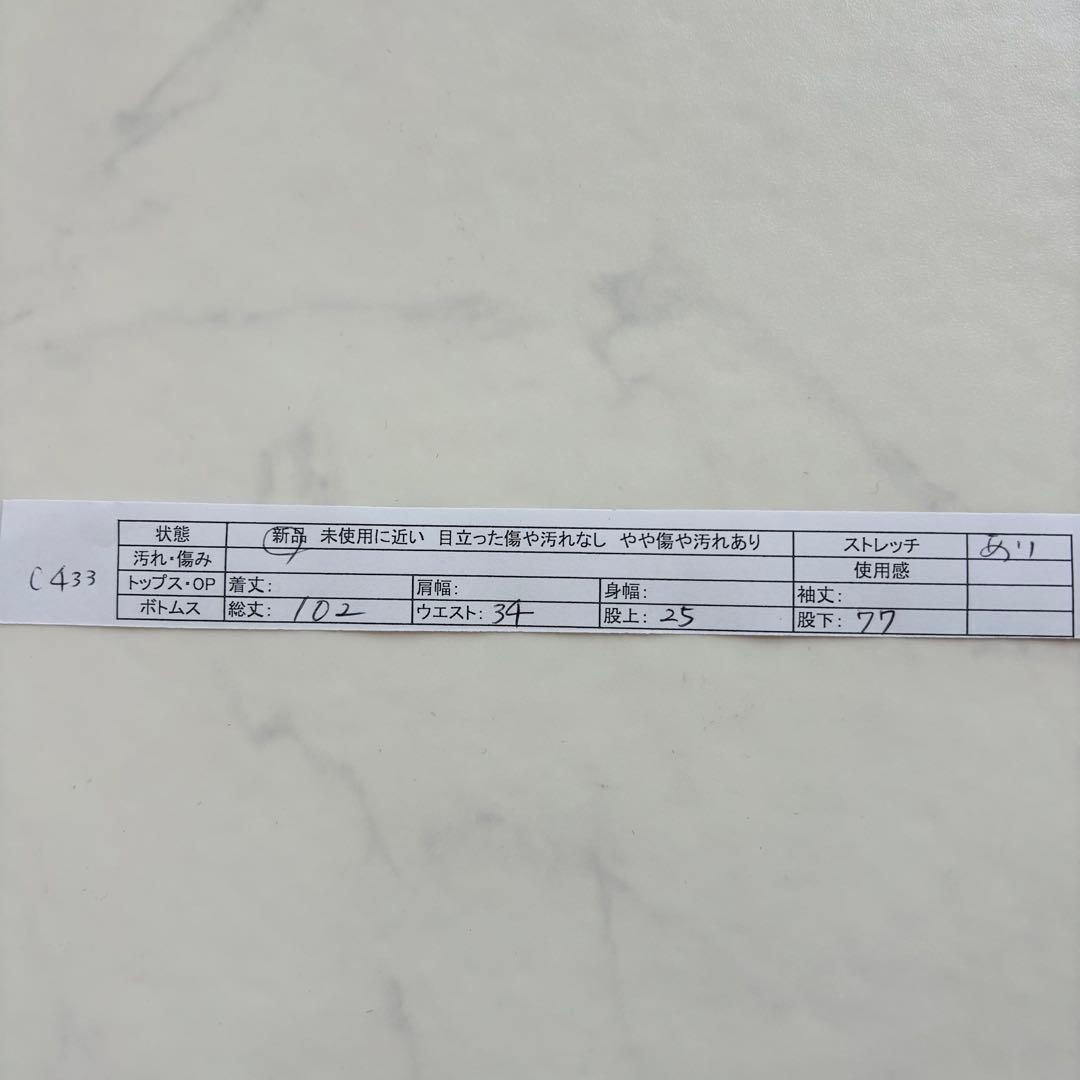 C433
状態 新品 未使用に近い 目立った傷や汚れなし やや傷や汚れあり ストレッチ あり
汚れ・傷み 使用感
トップス・OP 着丈: 肩幅: 身幅: 袖丈:
ボトムス 総丈: 102 ウエスト: 34 股上: 25 股下: 77